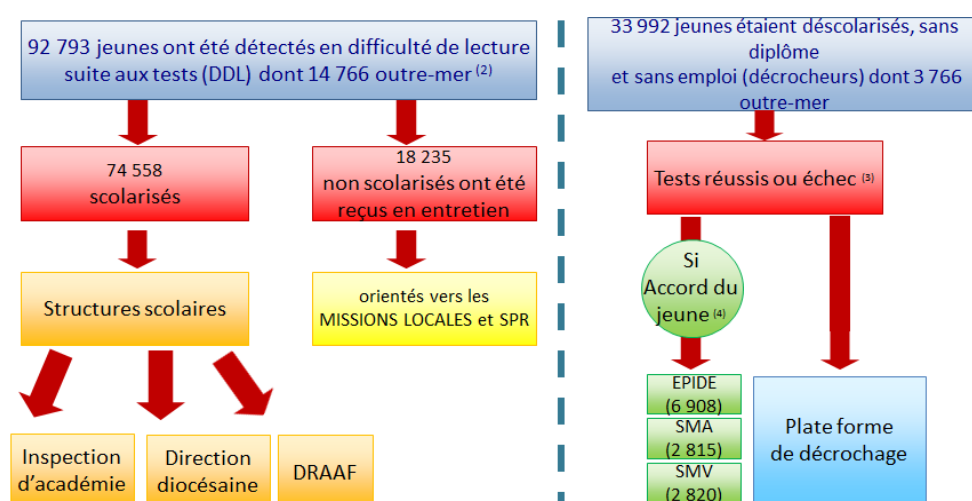 92 793 jeunes ont été détectés en difficulté de lecture
suite aux tests (DDL) dont 14 766 outre-mer (2)
74 558
scolarisés
18 235
non scolarisés ont été
reçus en entretien
Structures scolaires
orientés vers les
MISSIONS LOCALES et SPR
Inspection
d'académie
Direction
diocésaine
DRAAF
33 992 jeunes étaient déscolarisés, sans
diplôme
et sans emploi (décrocheurs) dont 3 766
outre-mer
Tests réussis ou échec (3)
Si
Accord du
jeune (4)
EPIDE
(6 908)
SMA
(2 815)
SMV
(2 820)
Plate forme
de décrochage